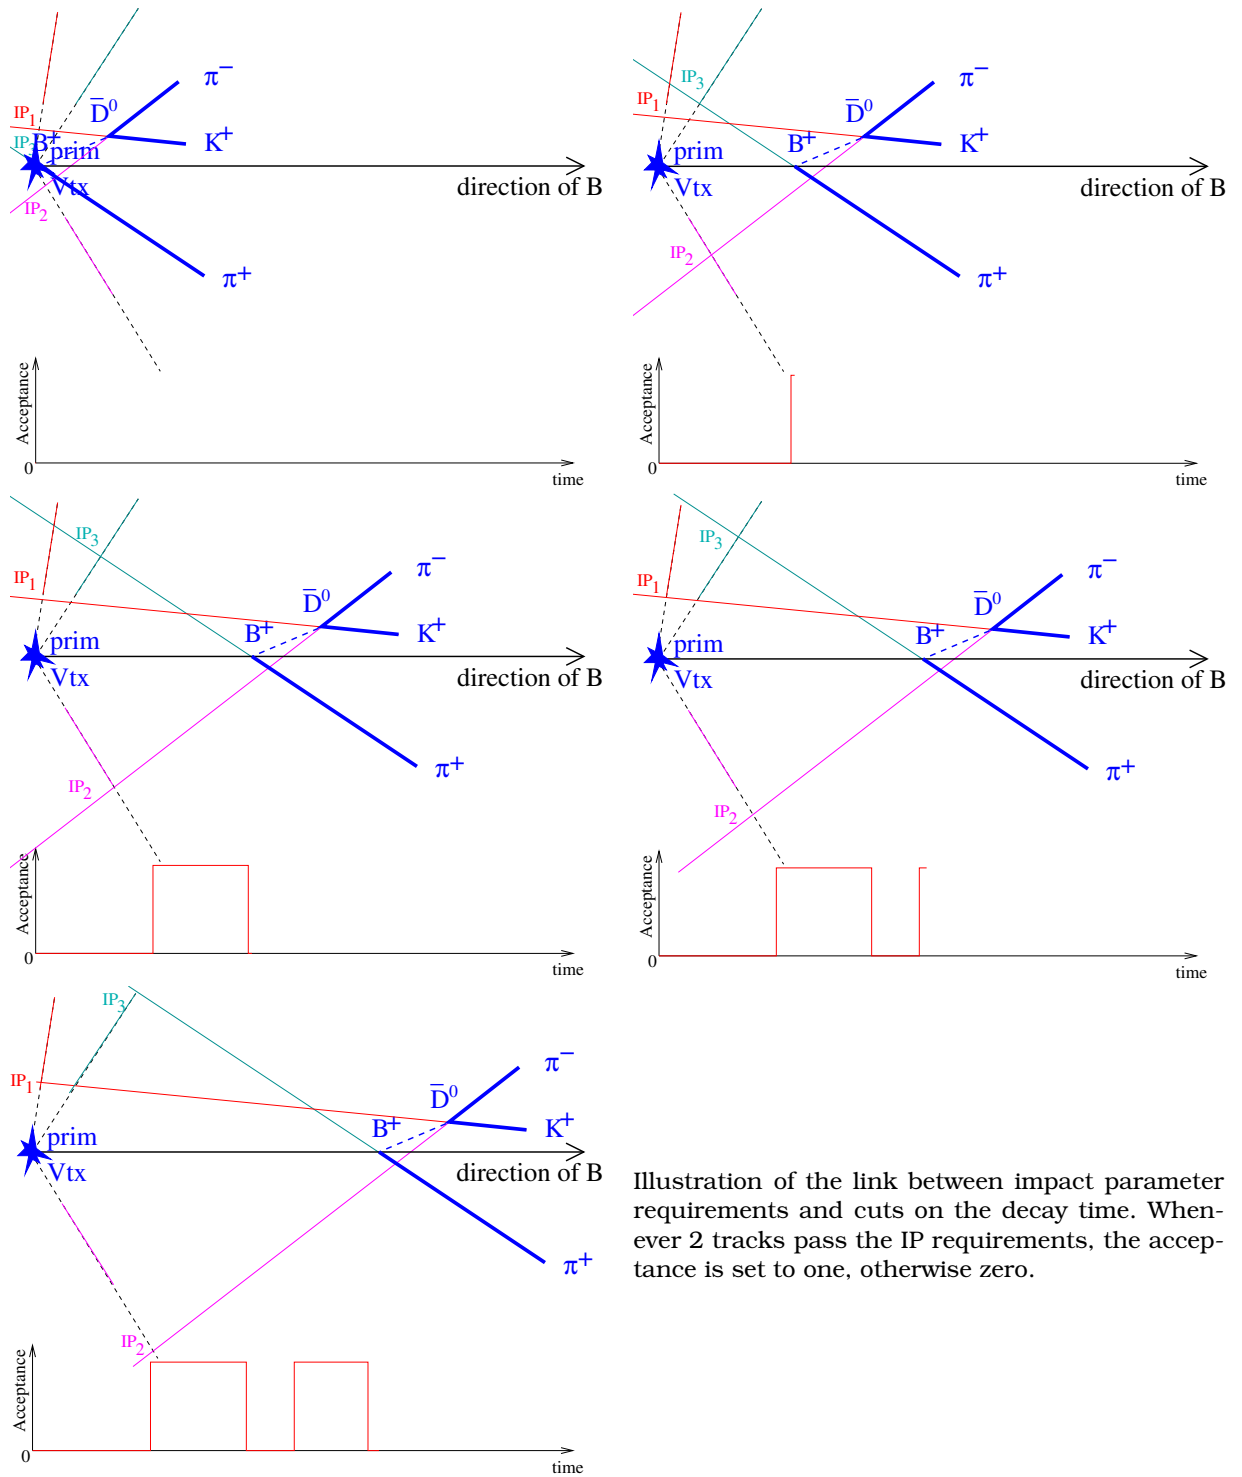 π−
D̅0
K+
IP1
IP3
B+
prim
Vtx
IP2
direction of B
π+
Acceptance
0
time
IP3
π−
IP1
D̅0
K+
B+
prim
Vtx
direction of B
IP2
π+
Acceptance
0
time
IP3
π−
IP1
D̅0
K+
B+
prim
Vtx
direction of B
π+
IP2
Acceptance
0
time
IP3
π−
IP1
D̅0
K+
B+
prim
Vtx
direction of B
π+
IP2
Acceptance
0
time
IP3
π−
IP1
D̅0
K+
B+
prim
Vtx
direction of B
π+
IP2
Acceptance
0
time
Illustration of the link between impact parameter
requirements and cuts on the decay time. When-
ever 2 tracks pass the IP requirements, the accep-
tance is set to one, otherwise zero.